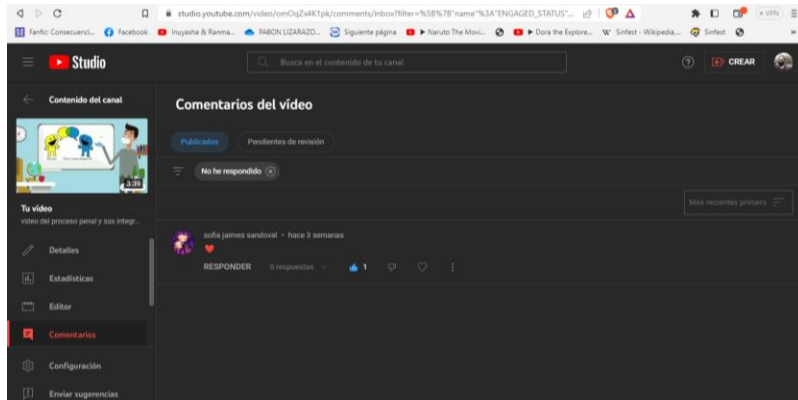 studio.youtube.com/video/omOqZx4K1pk/comments/inbox?filter=%5B%7B"name"%3A"ENGAGED_STATUS"...
VPN
Fanfic: Consecuenci... Facebook Inuyasha & Ranma... PABON LIZARAZO... Siguiente página ▶ Naruto The Movi... ▶ Dora the Explore... W Sinfest - Wikipedia,... Sinfest »
Studio
Busca en el contenido de tu canal
CREAR
Contenido del canal
3:39
Tu video
video del proceso penal y sus integr...
Detalles
Estadísticas
Editor
Comentarios
Configuración
Enviar sugerencias
Comentarios del video
Publicados Pendientes de revisión
No he respondido
Más recientes primero
sofia jaimes sandoval • hace 3 semanas
❤
RESPONDER 0 respuestas 1